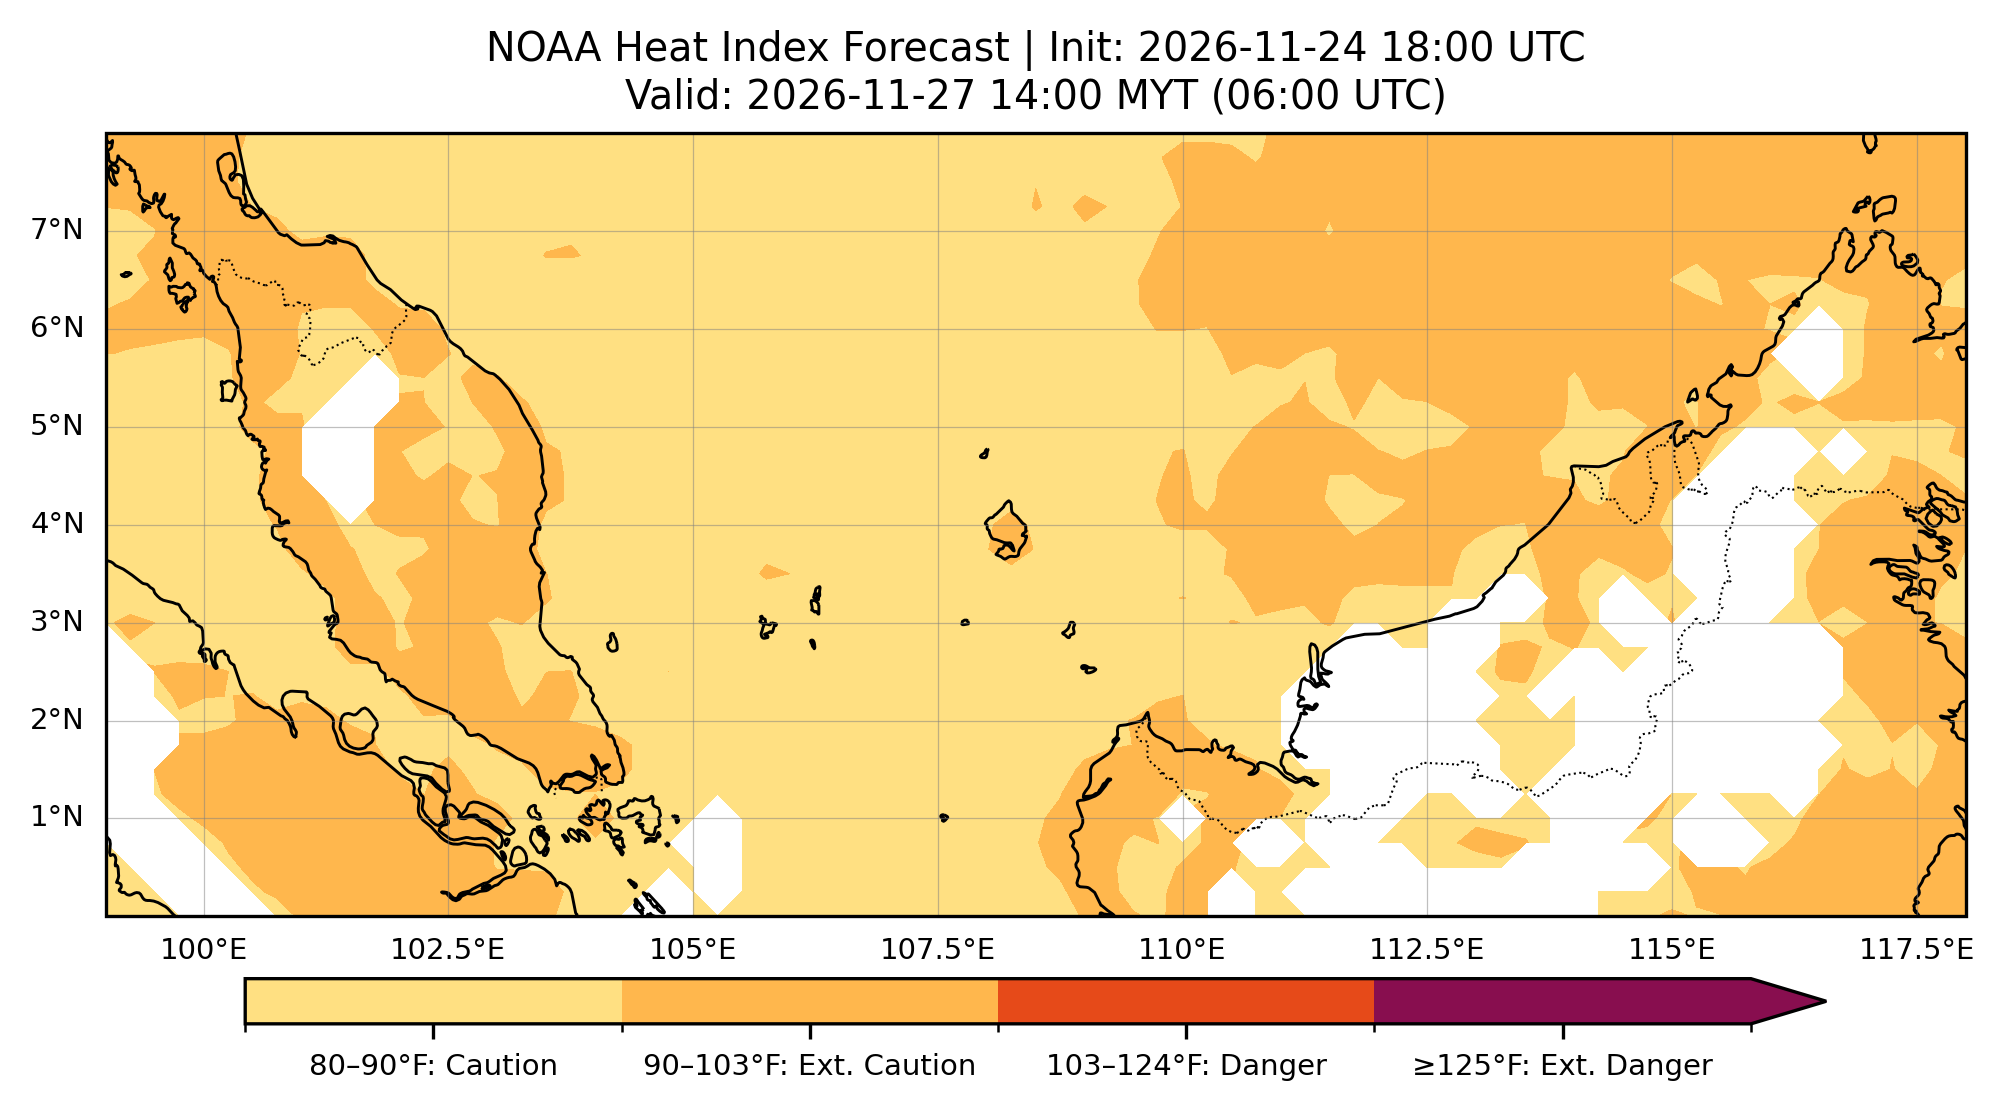 NOAA Heat Index Forecast | Init: 2026-11-24 18:00 UTC
Valid: 2026-11-27 14:00 MYT (06:00 UTC)
7°N
6°N
5°N
4°N
3°N
2°N
1°N
100°E 102.5°E 105°E 107.5°E 110°E 112.5°E 115°E 117.5°E
80–90°F: Caution 90–103°F: Ext. Caution 103–124°F: Danger ≥125°F: Ext. Danger